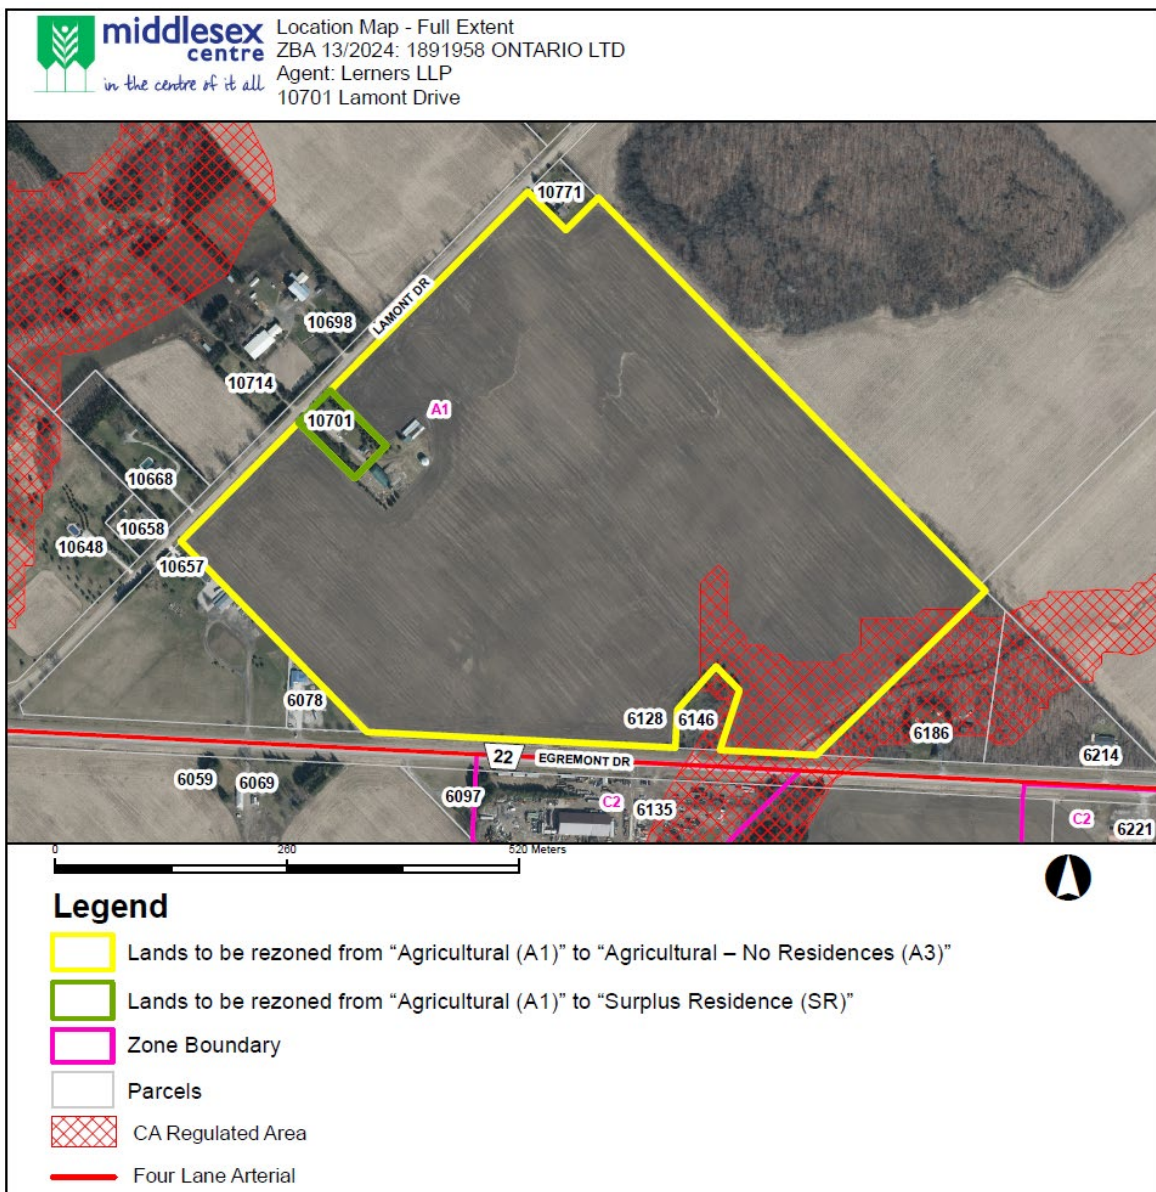 middlesex
centre
in the centre of it all
Location Map - Full Extent
ZBA 13/2024: 1891958 ONTARIO LTD
Agent: Lerners LLP
10701 Lamont Drive
10771
LAMONT DR
10698
10714
10701
A1
10668
10658
10648
10657
6078
6128
6146
6186
22
EGREMONT DR
6214
6059
6069
6097
C2
6135
C2
6221
0
260
520 Meters
Legend
Lands to be rezoned from “Agricultural (A1)” to “Agricultural – No Residences (A3)”
Lands to be rezoned from “Agricultural (A1)” to “Surplus Residence (SR)”
Zone Boundary
Parcels
CA Regulated Area
Four Lane Arterial